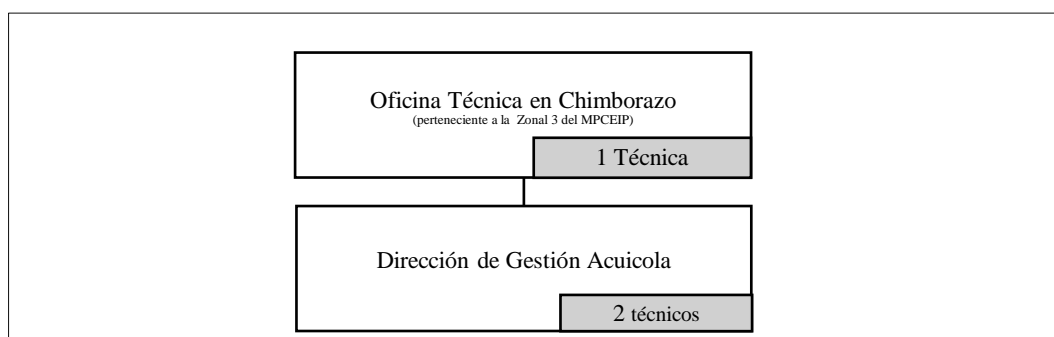 Oficina Técnica en Chimborazo
(perteneciente a la Zonal 3 del MPCEIP)
1 Técnica
Dirección de Gestión Acuicola
2 técnicos